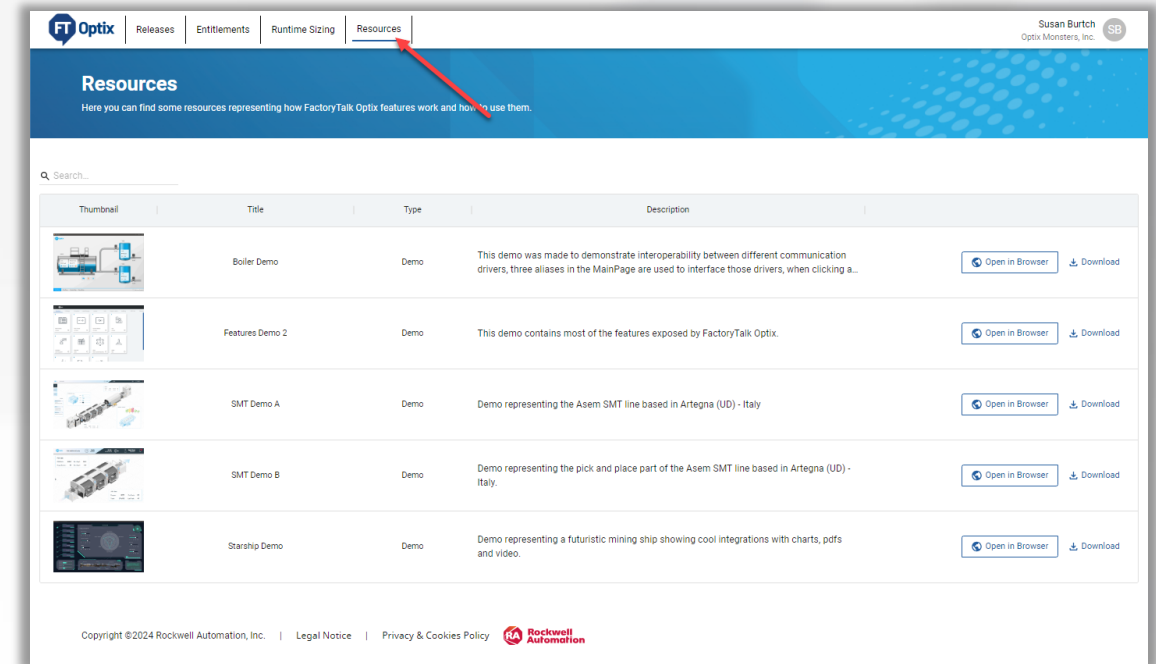 FT Optix
Releases
Entitlements
Runtime Sizing
Resources
Susan Burtch
Optix Monsters, Inc.
SB
Resources
Here you can find some resources representing how FactoryTalk Optix features work and how to use them.
Search...
Thumbnail
Title
Type
Description
Boiler Demo
Demo
This demo was made to demonstrate interoperability between different communication
drivers, three aliases in the MainPage are used to interface those drivers, when clicking a...
Open in Browser
Download
Features Demo 2
Demo
This demo contains most of the features exposed by FactoryTalk Optix.
Open in Browser
Download
SMT Demo A
Demo
Demo representing the Asem SMT line based in Artegna (UD) - Italy
Open in Browser
Download
SMT Demo B
Demo
Demo representing the pick and place part of the Asem SMT line based in Artegna (UD) -
Italy.
Open in Browser
Download
Starship Demo
Demo
Demo representing a futuristic mining ship showing cool integrations with charts, pdfs
and video.
Open in Browser
Download
Copyright ©2024 Rockwell Automation, Inc. | Legal Notice | Privacy & Cookies Policy
RA Rockwell
Automation